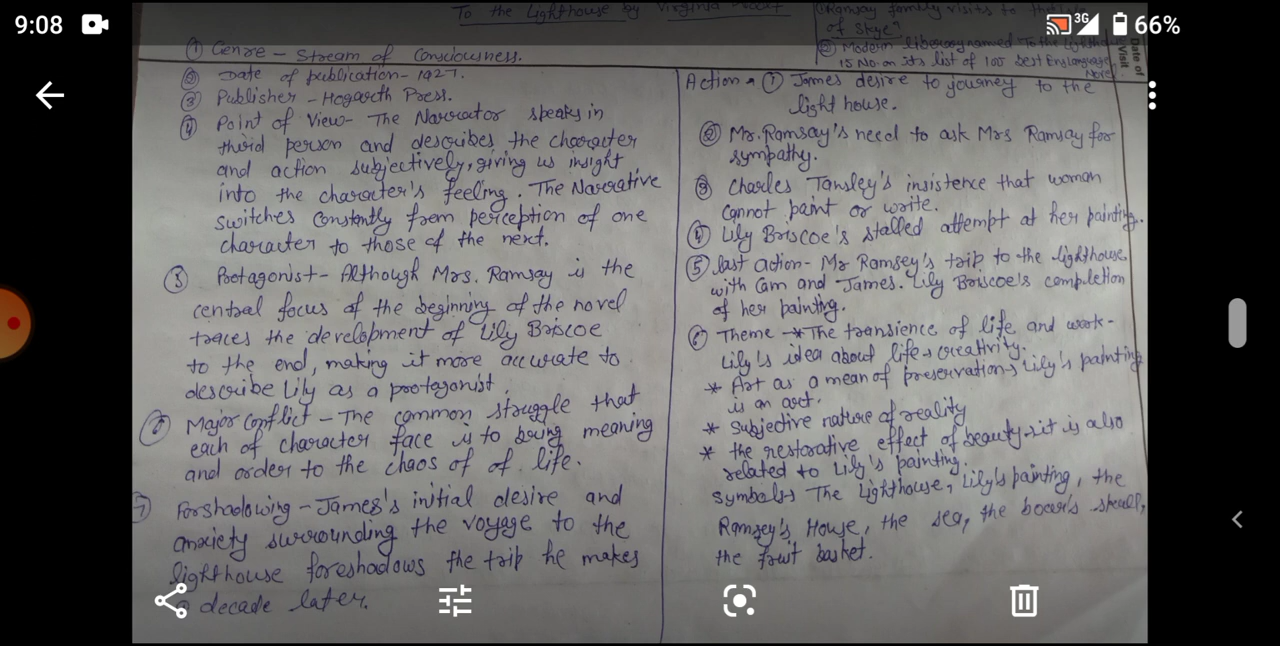 9:08
3G
66%
To the Lighthouse by Virginia
Ramsay family visits to the
of Skye?
Modern liberary named To the Lighthouse
15 No. on its list of 100 best Eng language
Novel
Date of
Visit
① Genre – Stream of Consciousness.
② Date of publication – 1927.
③ Publisher – Hogarth Press.
④ Point of View – The Narrator speaks in
third person and describes the character
and action subjectively, giving us insight
into the character's feeling. The Narrative
switches constently from perception of one
character to those of the next.
⑤ Protagonist – Although Mrs. Ramsay is the
central focus of the beginning of the novel
traces the development of Lily Briscoe
to the end, making it more accurate to
describe Lily as a protagonist.
Major Conflict – The common struggle that
each of character face is to bring meaning
and order to the chaos of of life.
7 Forshadowing – James's initial desire and
anxiety surrounding the voyage to the
lighthouse foreshadows the trip he makes
a decade later.
Action → ① James desire to journey to the
light house.
② Mr. Ramsay's need to ask Mrs Ramsay for
sympathy.
③ Charles Tansley's insistence that woman
cannot paint or write.
④ Lily Briscoe's stalled attempt at her painting.
⑤ last action – Mr Ramsey's trip to the lighthouse
with Cam and James. Lily Briscoe's completion
of her painting.
⑥ Theme → * The transience of life and work –
Lily's idea about life & creativity.
* Art as a mean of preservation → Lily's painting
is an art.
* Subjective nature of reality
* the restorative effect of beauty → it is also
related to Lily's painting.
symbols → The Lighthouse, Lily's painting, the
Ramsey's House, the sea, the boar's skull,
the fruit basket.